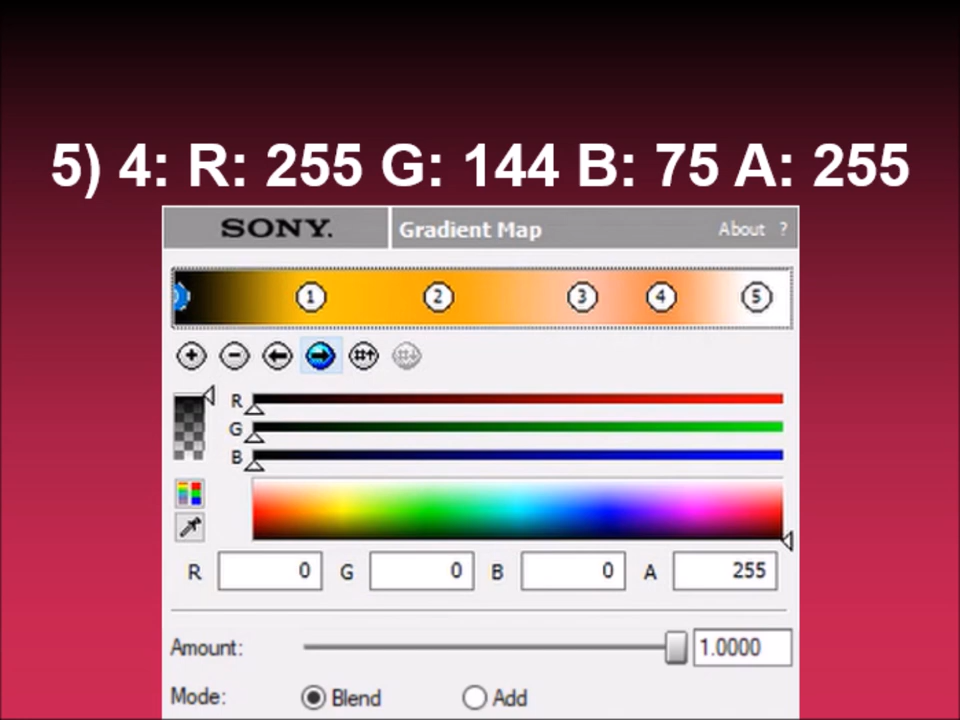 5) 4: R: 255 G: 144 B: 75 A: 255
SONY. Gradient Map About ?
0 1 2 3 4 5
R
G
B
R 0 G 0 B 0 A 255
Amount: 1.0000
Mode: Blend Add